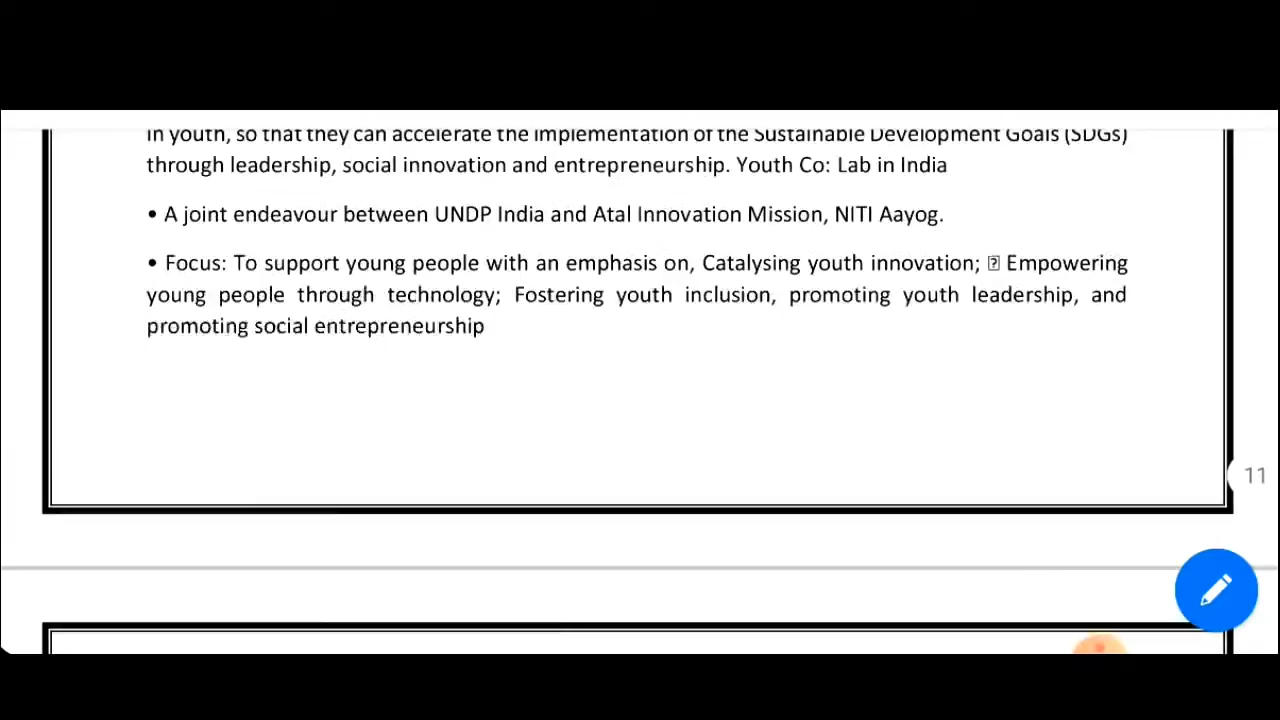 in youth, so that they can accelerate the implementation of the Sustainable Development Goals (SDGs)
through leadership, social innovation and entrepreneurship. Youth Co: Lab in India
• A joint endeavour between UNDP India and Atal Innovation Mission, NITI Aayog.
• Focus: To support young people with an emphasis on, Catalysing youth innovation; ⍰ Empowering
young people through technology; Fostering youth inclusion, promoting youth leadership, and
promoting social entrepreneurship
11